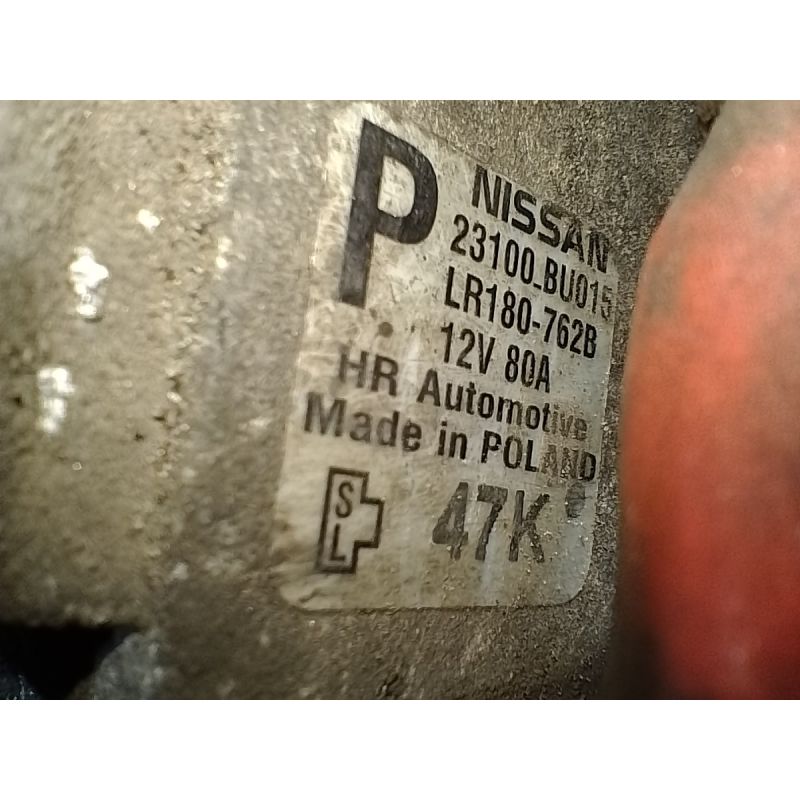 P
NISSAN
23100-BU015
LR180-762B
12V 80A
HR Automotive
Made in POLAND
S
L
47K